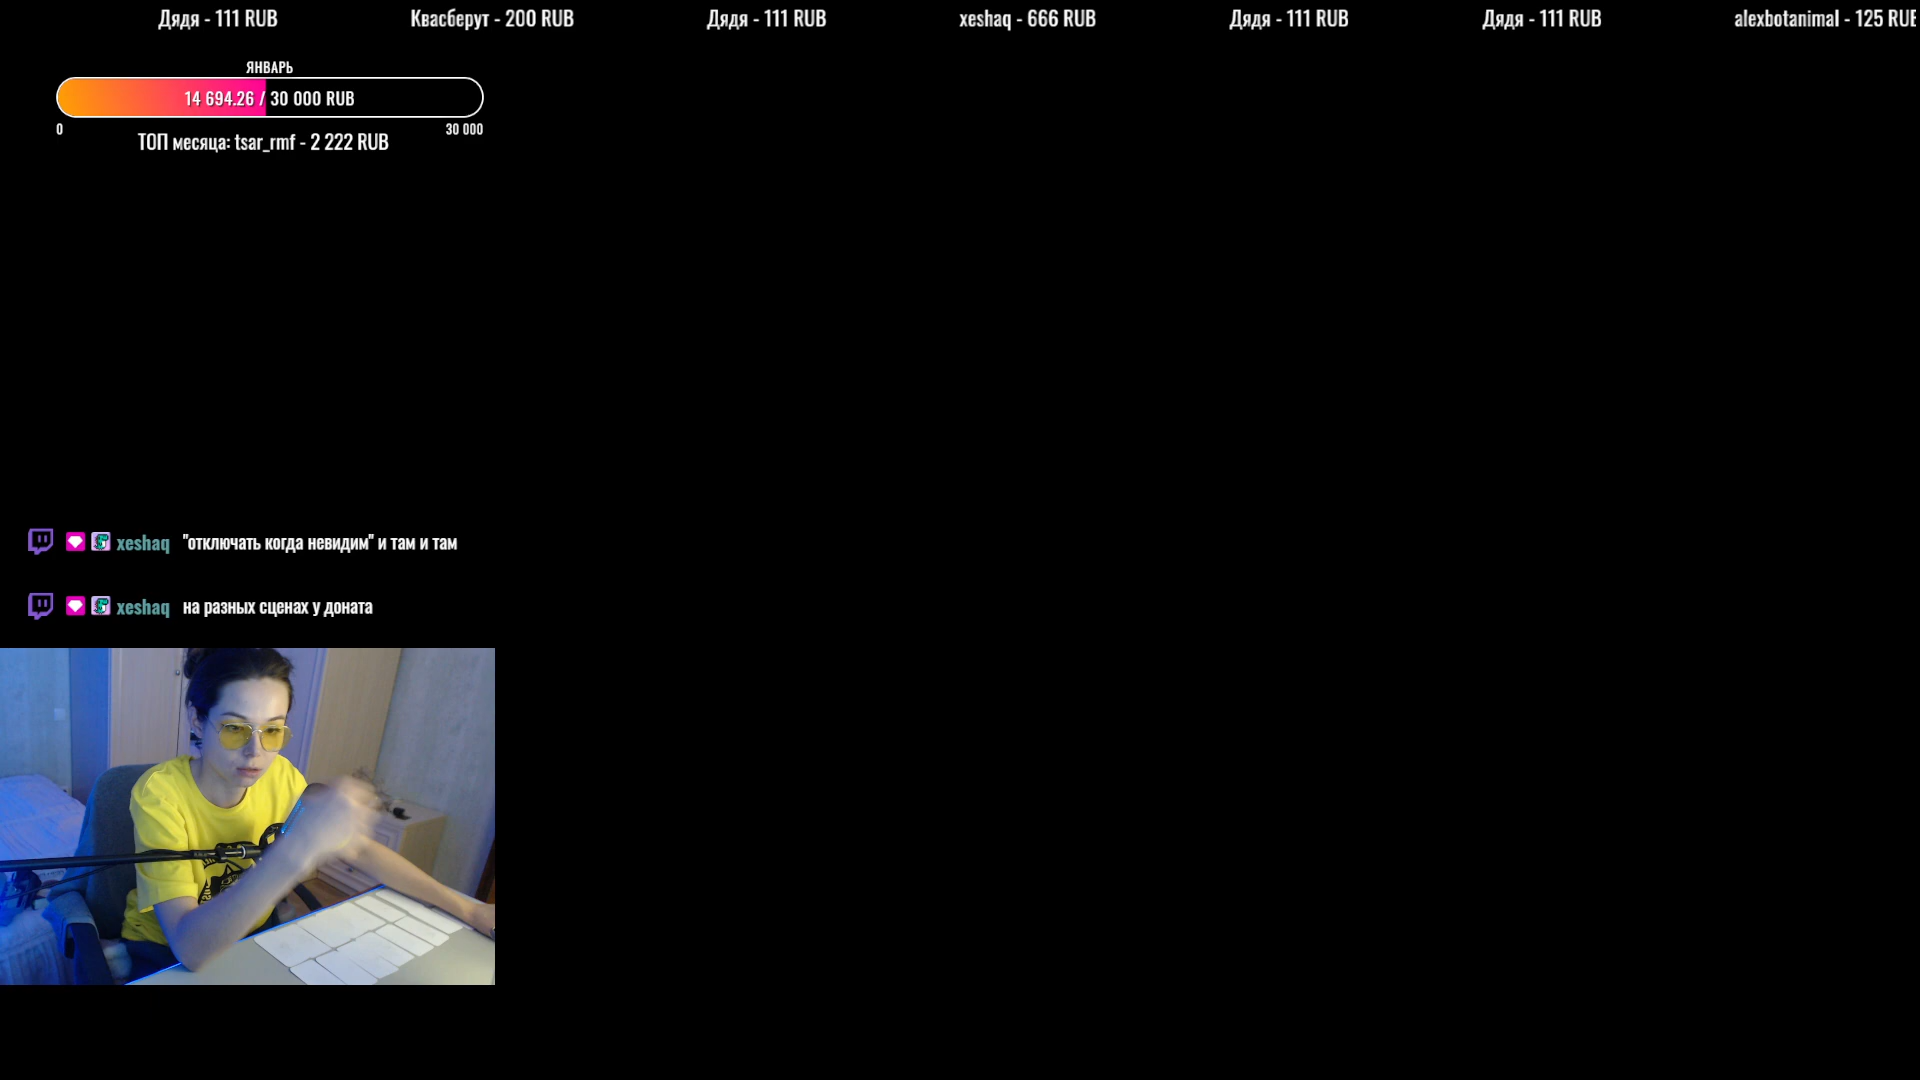 Дядя - 111 RUB
Квасберут - 200 RUB
Дядя - 111 RUB
xeshaq - 666 RUB
Дядя - 111 RUB
Дядя - 111 RUB
alexbotanimal - 125 RUB
ЯНВАРЬ
14 694.26 / 30 000 RUB
0
30 000
ТОП месяца: tsar_rmf - 2 222 RUB
xeshaq "отключать когда невидим" и там и там
xeshaq на разных сценах у доната